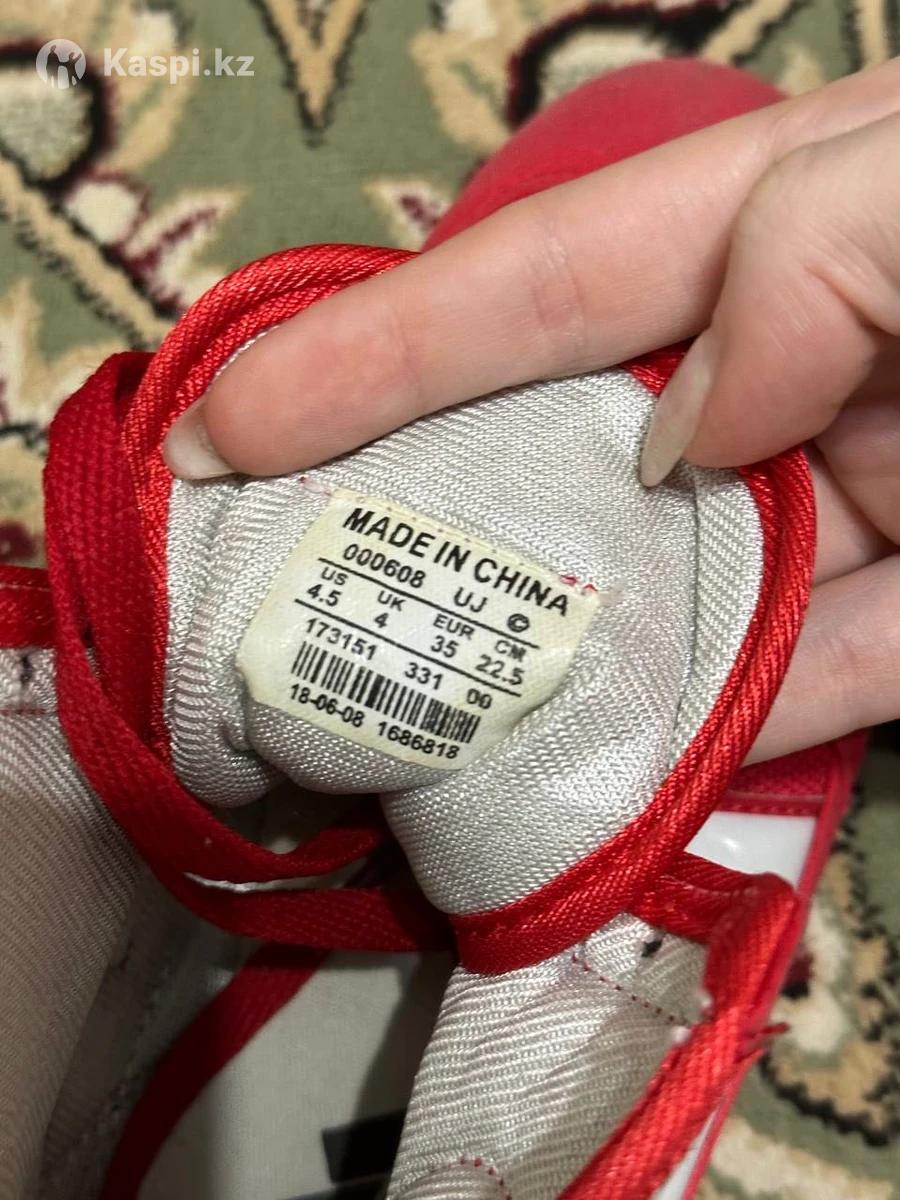 Kaspi.kz
MADE IN CHINA
000608 UJ ©
US UK EUR CM
4.5 4 35 22.5
173151 331 00
18-06-08 1686818